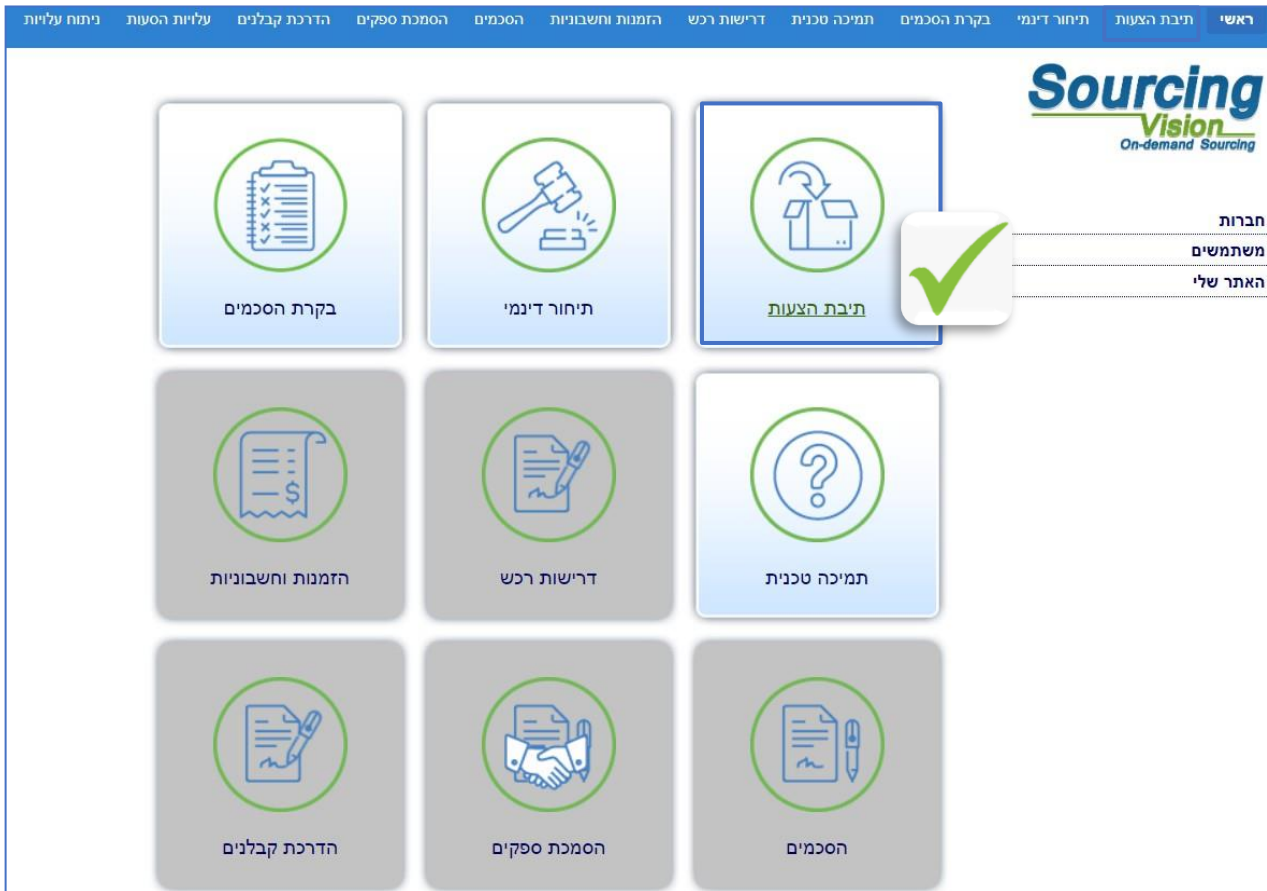 ראשי תיבת הצעות תיחור דינמי בקרת הסכמים תמיכה טכנית דרישות רכש הזמנות וחשבוניות הסכמים הסמכת ספקים הדרכת קבלנים עלויות הסעות ניתוח עלויות
Sourcing
Vision
On-demand Sourcing
חברות
משתמשים
האתר שלי
תיבת הצעות
תיחור דינמי
בקרת הסכמים
תמיכה טכנית
דרישות רכש
הזמנות וחשבוניות
הסכמים
הסמכת ספקים
הדרכת קבלנים